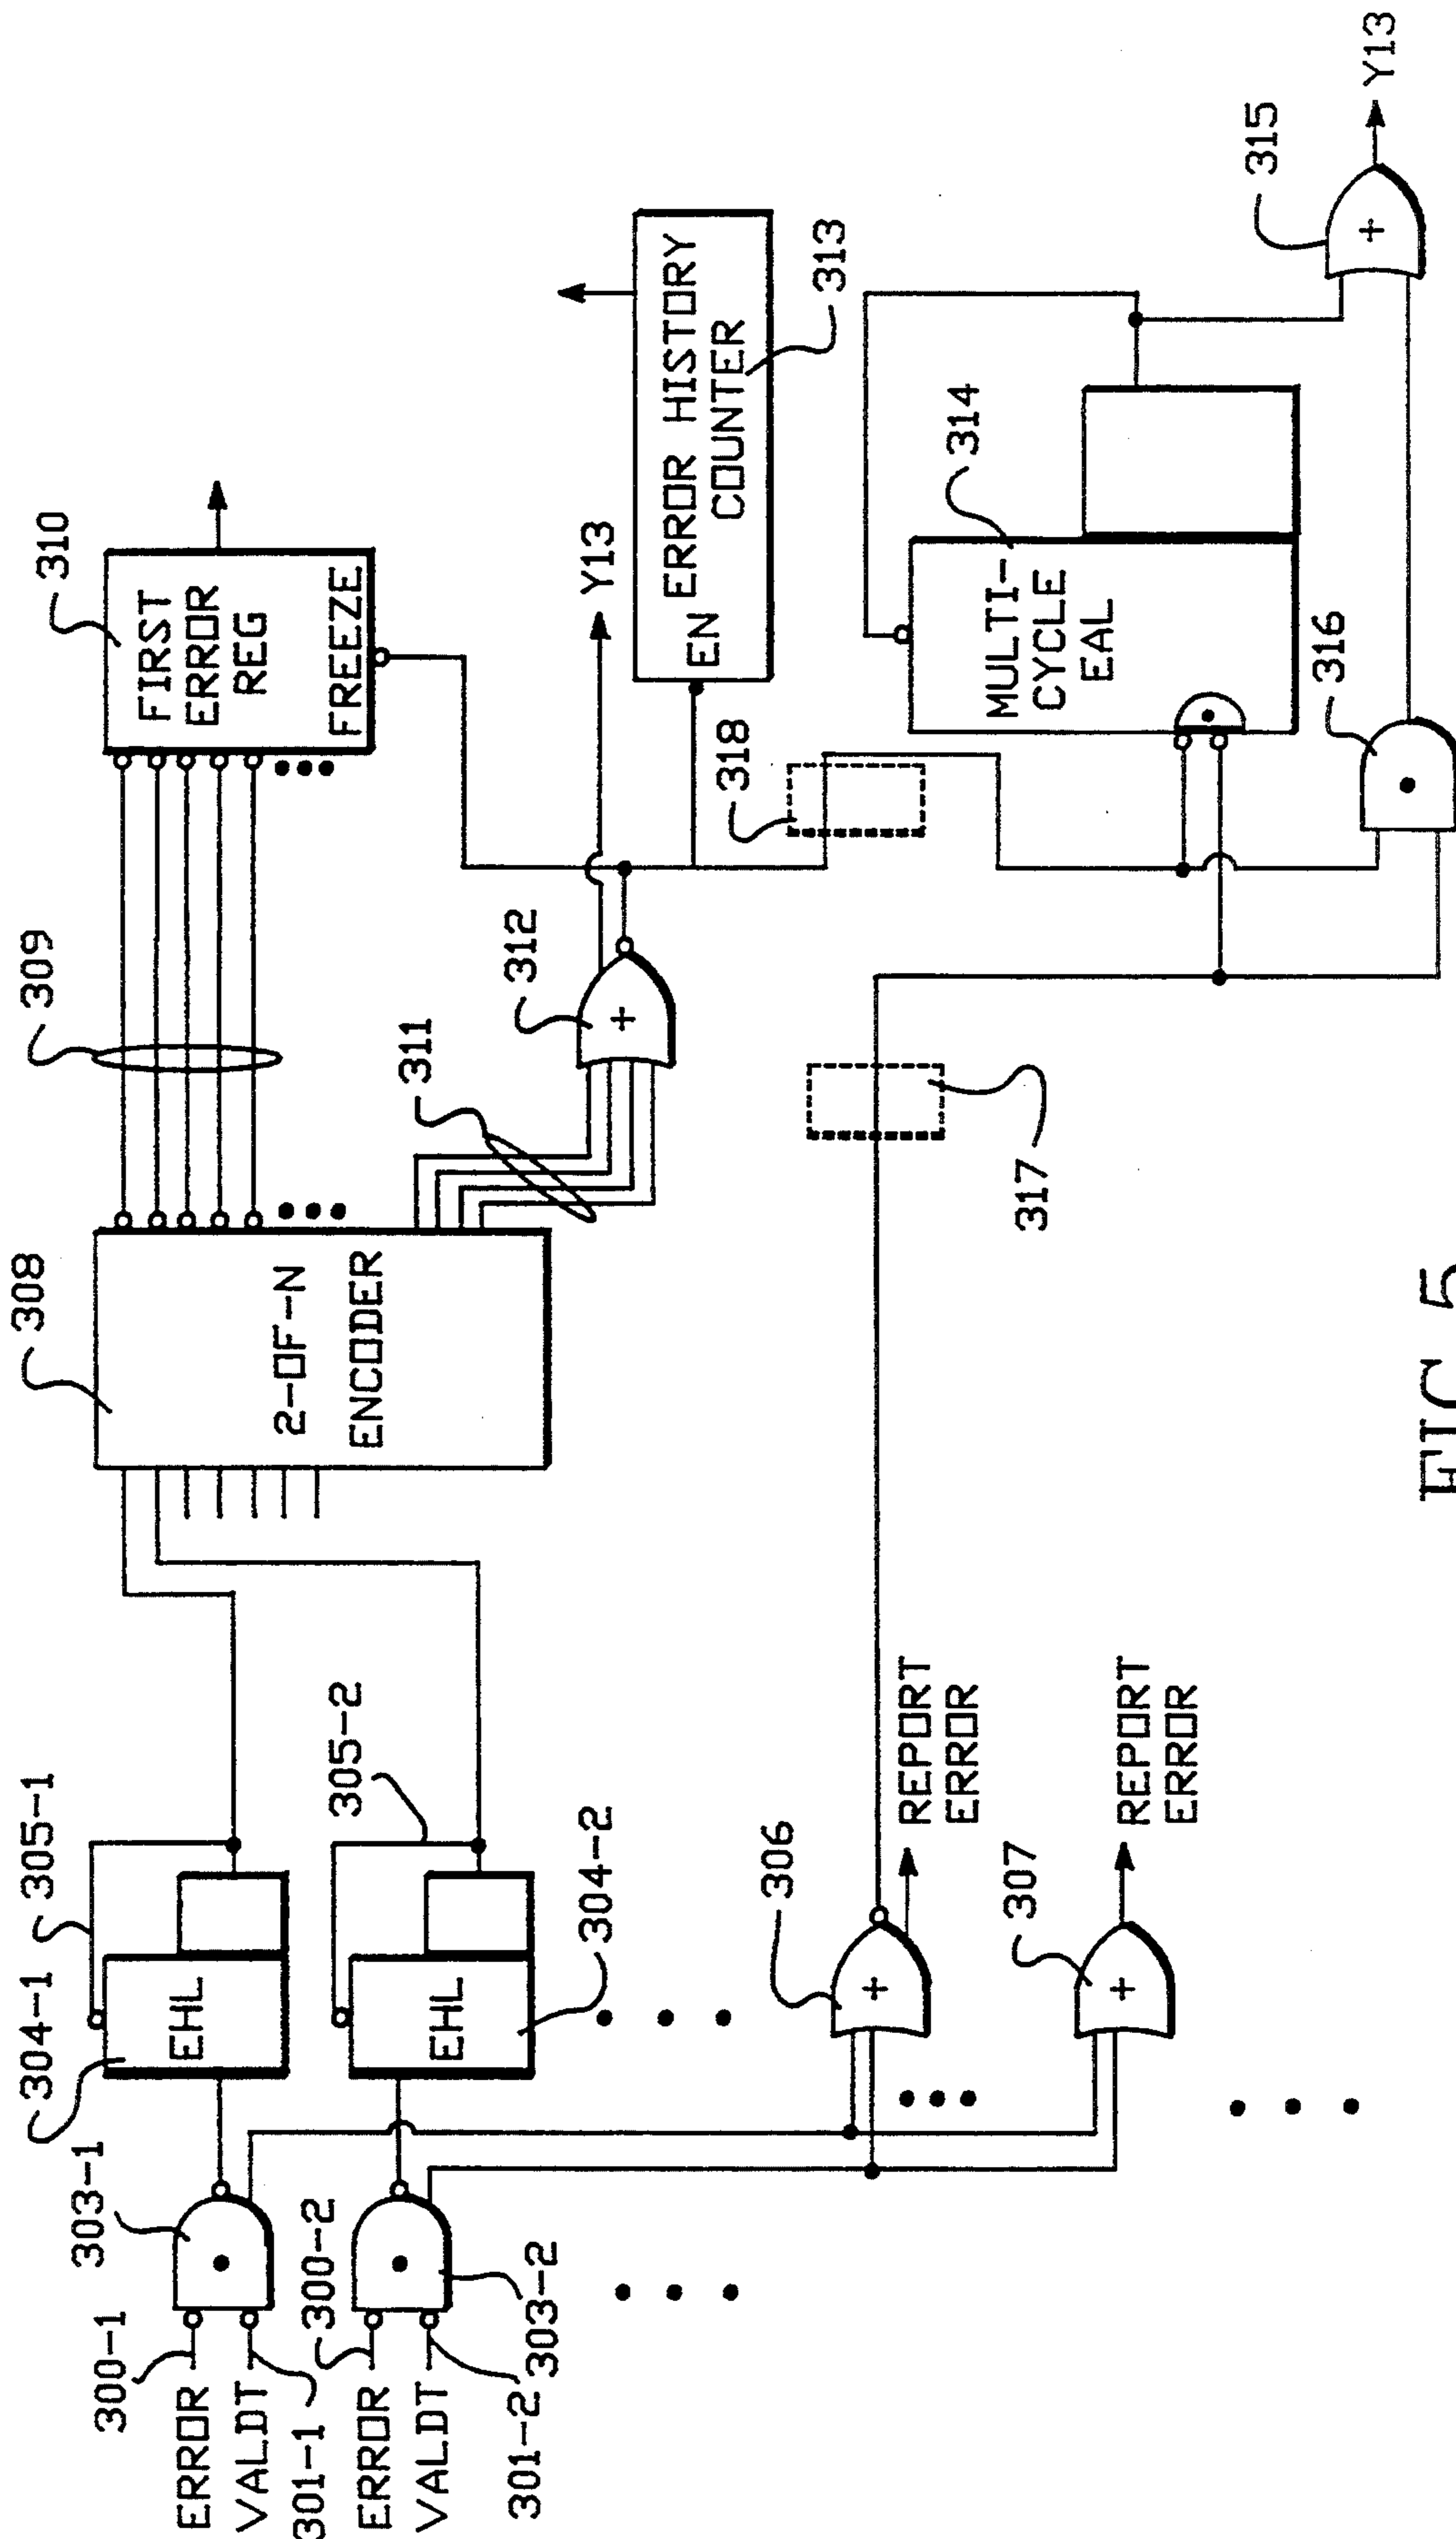 300-1
ERROR
VALDT
301-1
300-2
ERROR
VALDT
301-2
303-1
303-2
304-1
EHL
305-1
304-2
EHL
305-2
306
REPORT
ERROR
307
REPORT
ERROR
308
2-OF-N
ENCODER
309
310
FIRST
ERROR
REG
FREEZE
311
312
Y13
EN
ERROR HISTORY
COUNTER
313
317
318
MULTI-
CYCLE
EAL
314
316
315
Y13
FIG. 5